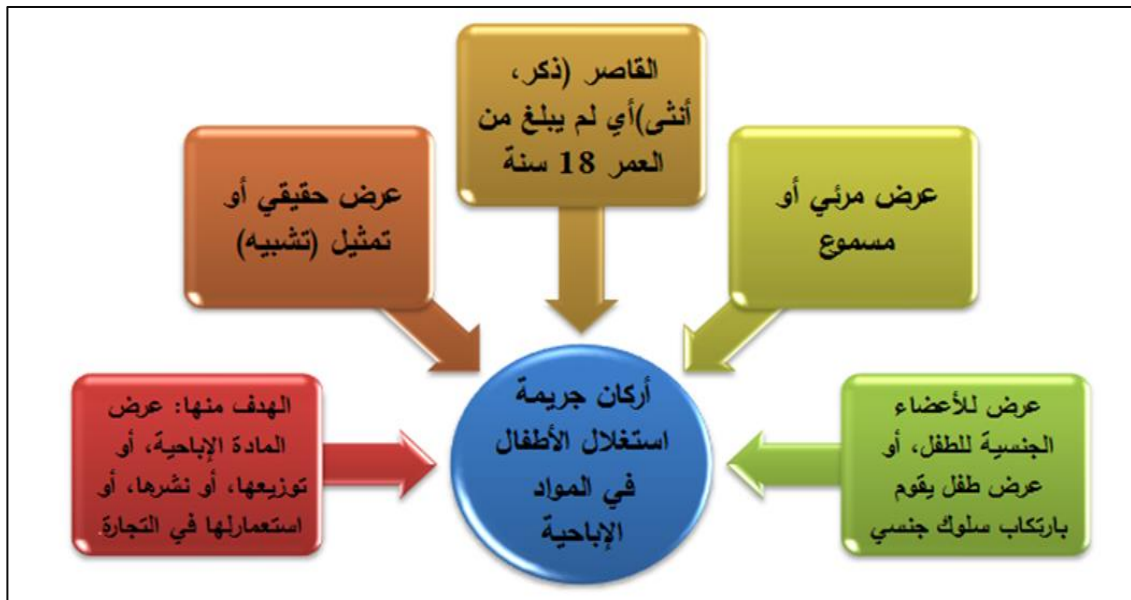 القاصر (ذكر،
أنثى)أي لم يبلغ من
العمر 18 سنة
عرض مرئي أو
مسموع
عرض حقيقي أو
تمثيل (تشبيه)
عرض للأعضاء
الجنسية للطفل، أو
عرض طفل يقوم
بارتكاب سلوك جنسي
أركان جريمة
استغلال الأطفال
في المواد
الإباحية
الهدف منها: عرض
المادة الإباحية، أو
توزيعها، أو نشرها، أو
استعمارلها في التجارة.